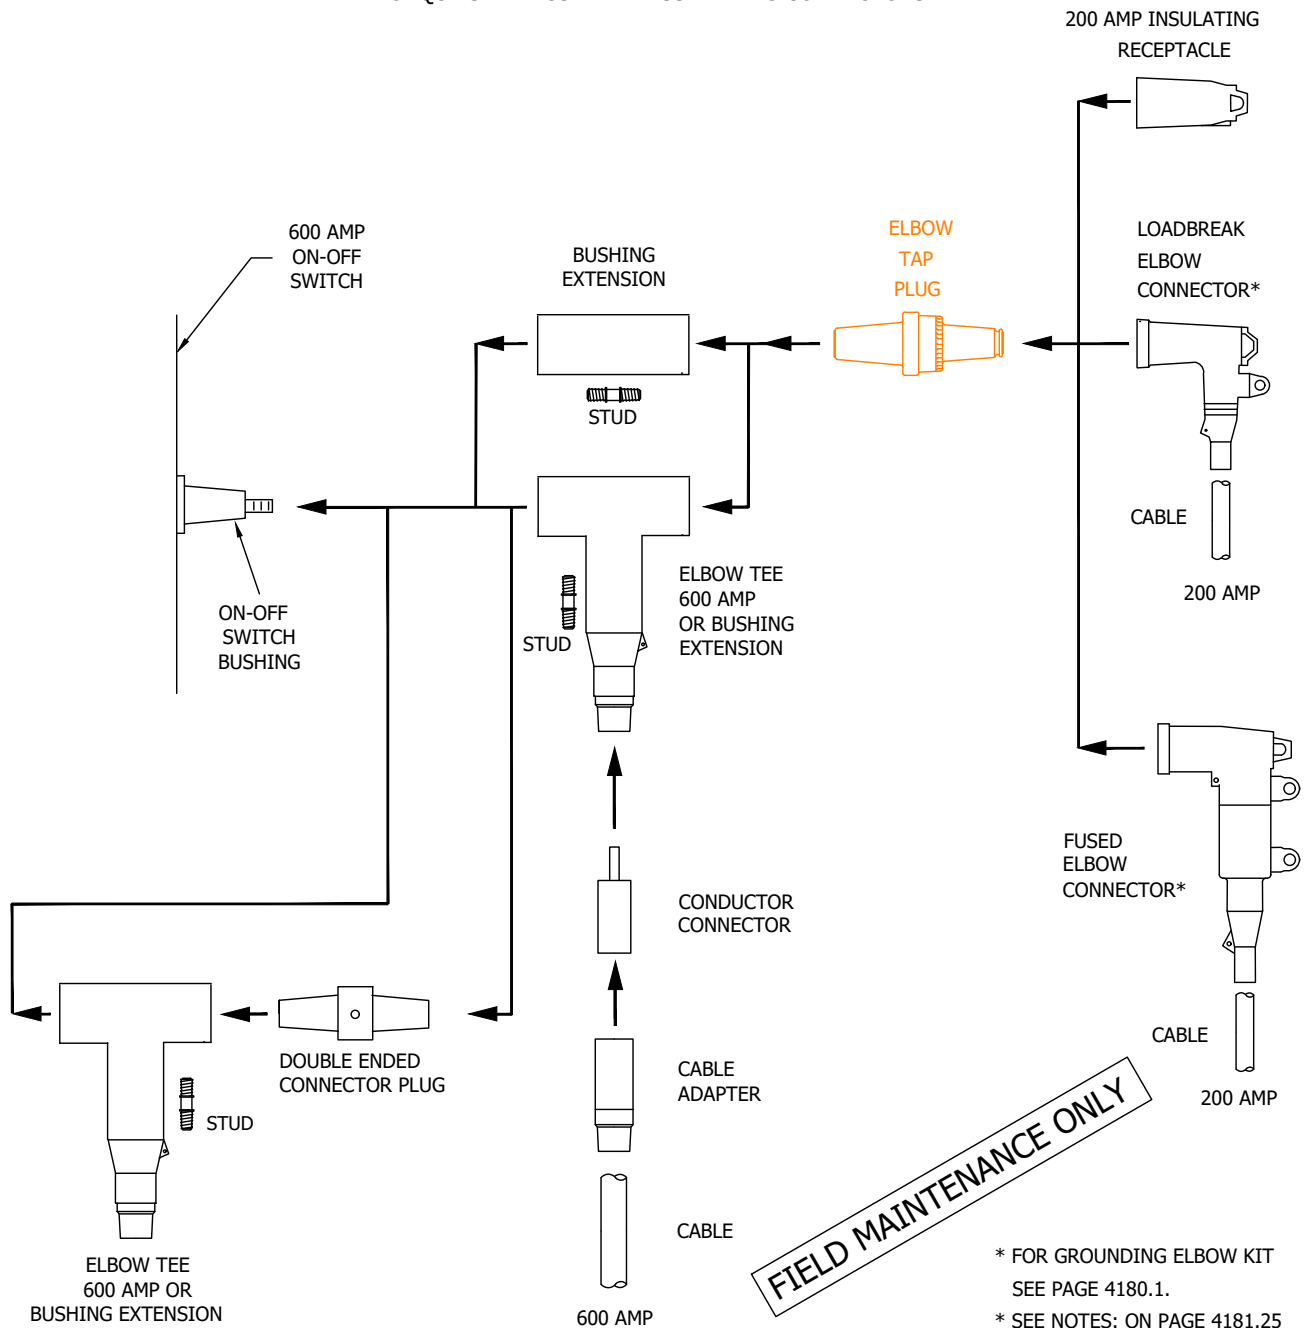 200 AMP INSULATING
RECEPTACLE
600 AMP
ON-OFF
SWITCH
BUSHING
EXTENSION
ELBOW
TAP
PLUG
LOADBREAK
ELBOW
CONNECTOR*
STUD
CABLE
200 AMP
ON-OFF
SWITCH
BUSHING
STUD
ELBOW TEE
600 AMP
OR BUSHING
EXTENSION
FUSED
ELBOW
CONNECTOR*
CONDUCTOR
CONNECTOR
CABLE
200 AMP
DOUBLE ENDED
CONNECTOR PLUG
STUD
CABLE
ADAPTER
CABLE
600 AMP
ELBOW TEE
600 AMP OR
BUSHING EXTENSION
FIELD MAINTENANCE ONLY
* FOR GROUNDING ELBOW KIT
SEE PAGE 4180.1.
* SEE NOTES: ON PAGE 4181.25